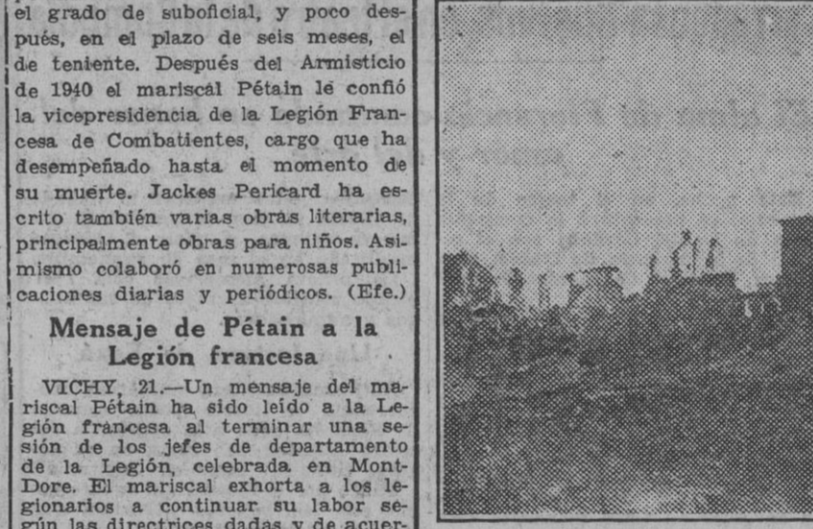 el grado de suboficial, y poco des-
pués, en el plazo de seis meses, el
de teniente. Después del Armisticio
de 1940 el mariscal Pétain le confió
la vicepresidencia de la Legión Fran-
cesa de Combatientes, cargo que ha
desempeñado hasta el momento de
su muerte. Jackes Pericard ha es-
crito también varias obras literarias,
principalmente obras para niños. Asi-
mismo colaboró en numerosas publi-
caciones diarias y periódicos. (Efe.)
Mensaje de Pétain a la
Legión francesa
VICHY, 21.—Un mensaje del ma-
riscal Pétain ha sido leído a la Le-
gión francesa al terminar una se-
sión de los jefes de departamento
de la Legión, celebrada en Mont-
Dore. El mariscal exhorta a los le-
gionarios a continuar su labor se-
gún las directrices dadas y de acuer-